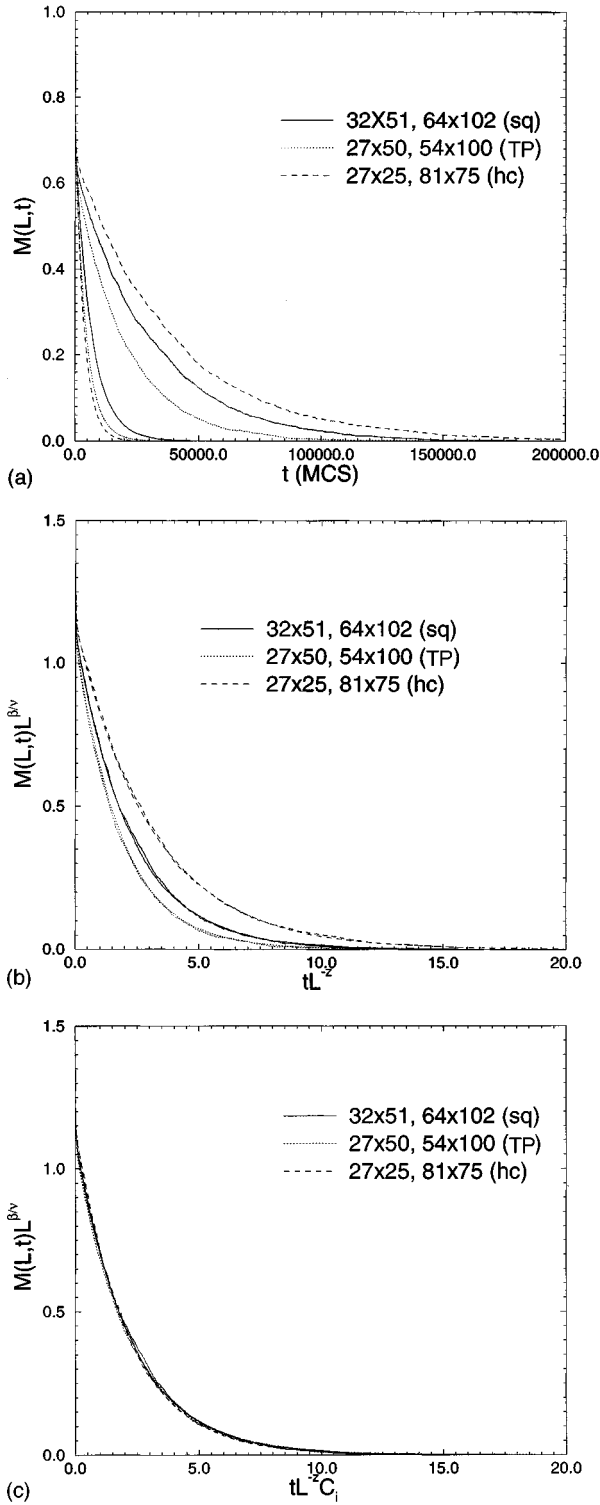 1.0
0.8
0.6
0.4
0.2
0.0
M(L,t)
32X51, 64x102 (sq)
27x50, 54x100 (TP)
27x25, 81x75 (hc)
0.0 50000.0 100000.0 150000.0 200000.0
t (MCS)
(a)
1.5
1.0
0.5
0.0
M(L,t)L^β/ν
32x51, 64x102 (sq)
27x50, 54x100 (TP)
27x25, 81x75 (hc)
0.0 5.0 10.0 15.0 20.0
tL^-z
(b)
1.5
1.0
0.5
0.0
M(L,t)L^β/ν
32x51, 64x102 (sq)
27x50, 54x100 (TP)
27x25, 81x75 (hc)
0.0 5.0 10.0 15.0 20.0
tL^-z C_i
(c)